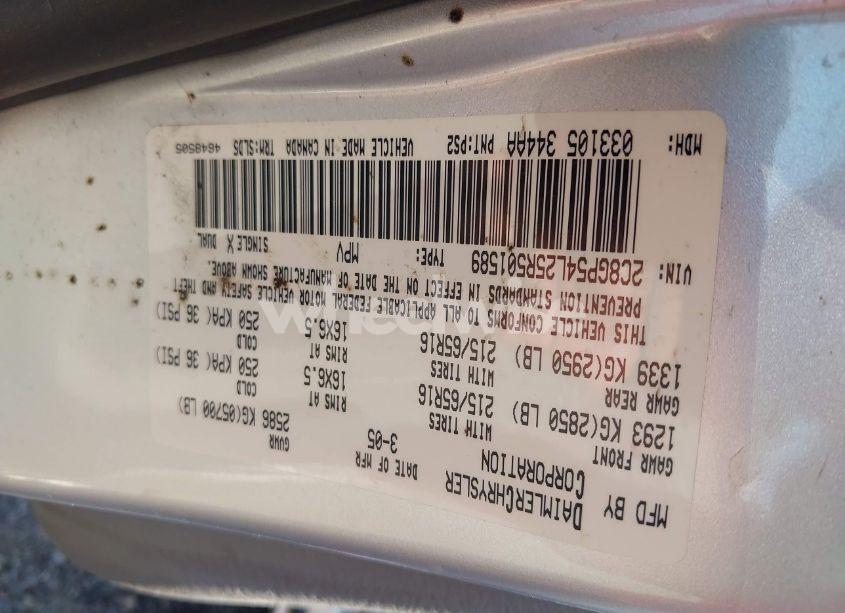 MFD BY DAIMLERCHRYSLER CORPORATION
DATE OF MFR 3-05
GVWR 2586 KG(05700 LB)
GAWR FRONT 1293 KG(2850 LB)
WITH TIRES 215/65R16
RIMS AT 16X6.5
COLD 250 KPA(36 PSI)
GAWR REAR 1339 KG(2950 LB)
WITH TIRES 215/65R16
RIMS AT 16X6.5
COLD 250 KPA(36 PSI)
THIS VEHICLE CONFORMS TO ALL APPLICABLE FEDERAL MOTOR VEHICLE SAFETY AND THEFT
PREVENTION STANDARDS IN EFFECT ON THE DATE OF MANUFACTURE SHOWN ABOVE.
VIN: 2C8GP54L25R501589 TYPE: MPV SINGLE X DUAL
MDH: 033105 344AA PNT:PS2 VEHICLE MADE IN CANADA TRM:SLD5 4648505